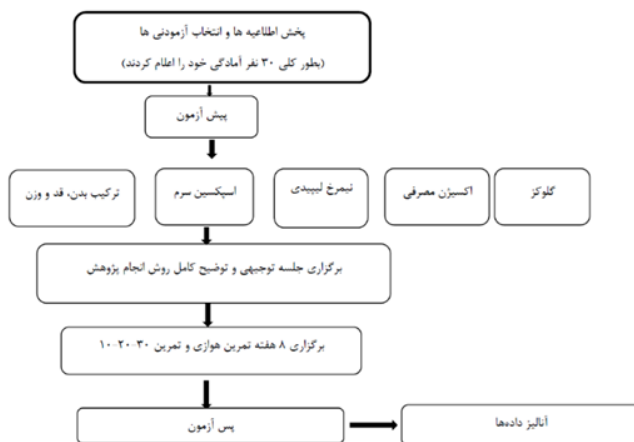 پخش اطلاعیه ها و انتخاب آزمودنی ها
(بطور کلی ۳۰ نفر آمادگی خود را اعلام کردند)
پیش آزمون
گلوکز
اکسیژن مصرفی
نیمرخ لیپیدی
اسپکسین سرم
ترکیب بدن، قد و وزن
برگزاری جلسه توجیهی و توضیح کامل روش انجام پژوهش
برگزاری ۸ هفته تمرین هوازی و تمرین ۳۰-۲۰-۱۰
پس آزمون
آنالیز داده‌ها